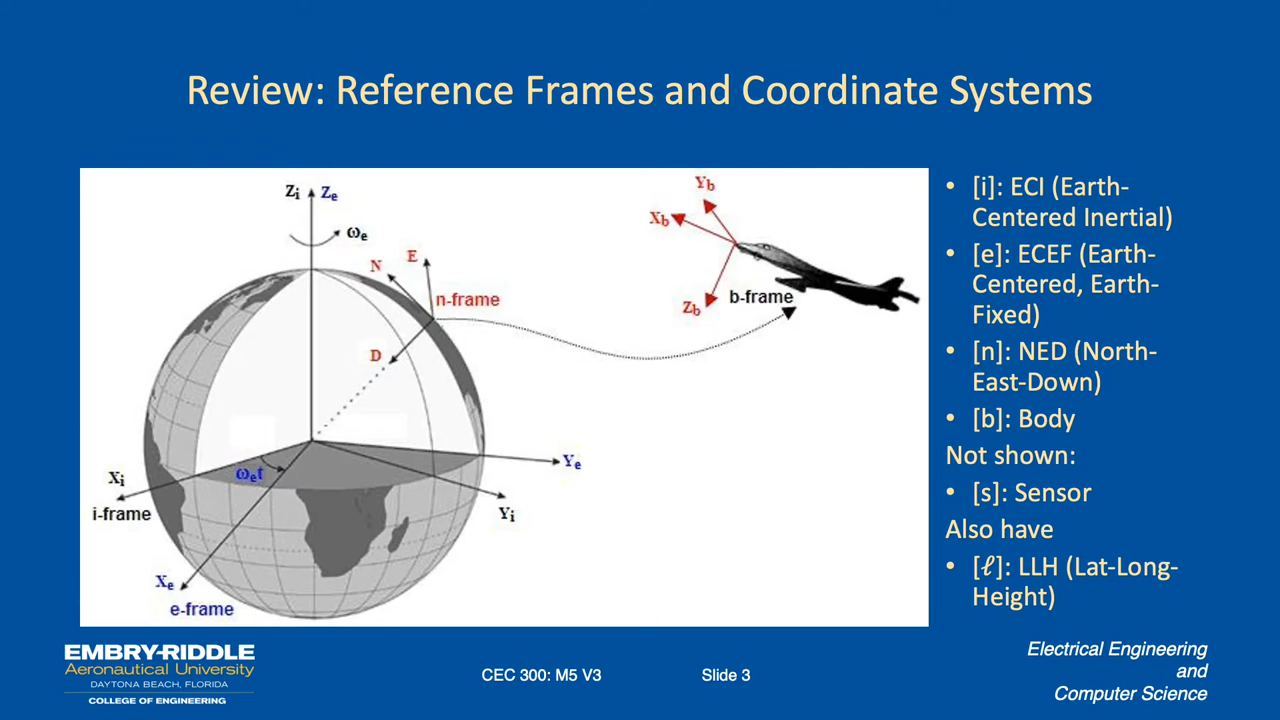 Review: Reference Frames and Coordinate Systems
Zi Ze
ωe
N
E
n-frame
D
Yb
Xb
Zb
b-frame
ωet
Ye
Xi
i-frame
Yi
Xe
e-frame
• [i]: ECI (Earth-
Centered Inertial)
• [e]: ECEF (Earth-
Centered, Earth-
Fixed)
• [n]: NED (North-
East-Down)
• [b]: Body
Not shown:
• [s]: Sensor
Also have
• [ℓ]: LLH (Lat-Long-
Height)
EMBRY-RIDDLE
Aeronautical University
DAYTONA BEACH, FLORIDA
COLLEGE OF ENGINEERING
CEC 300: M5 V3
Slide 3
Electrical Engineering
and
Computer Science